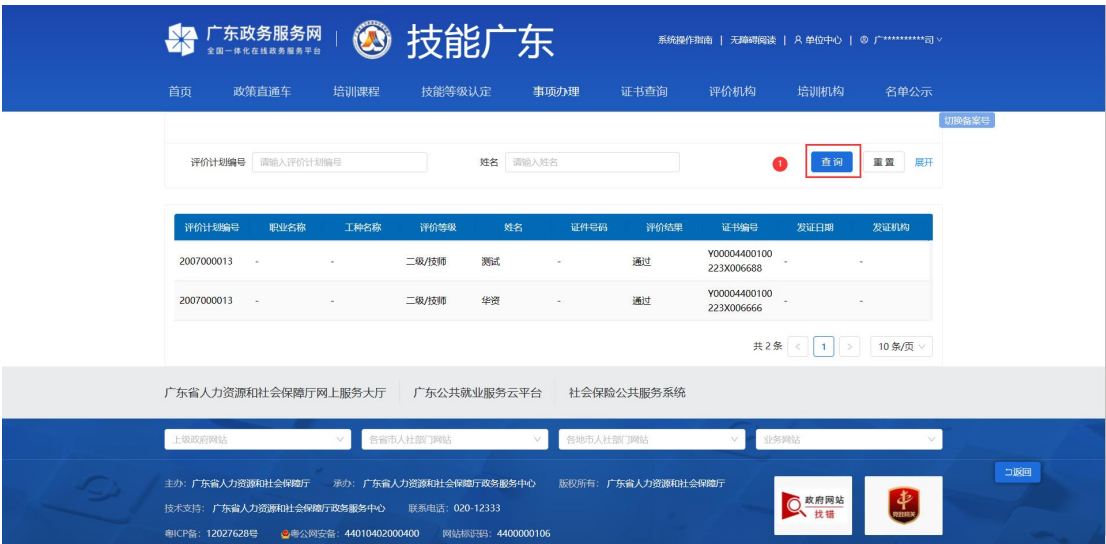 广东政务服务网
全国一体化在线政务服务平台
技能广东
系统操作指南 | 无障碍阅读 | 单位中心 | 广**********司
首页 政策直通车 培训课程 技能等级认定 事项办理 证书查询 评价机构 培训机构 名单公示
切换备案号
评价计划编号 请输入评价计划编号 姓名 请输入姓名 1 查询 重置 展开
评价计划编号 职业名称 工种名称 评价等级 姓名 证件号码 评价结果 证书编号 发证日期 发证机构
2007000013 - - 二级/技师 测试 - 通过 Y00004400100 - -
223X006688
2007000013 - - 二级/技师 华资 - 通过 Y00004400100 - -
223X006666
共 2 条 < 1 > 10 条/页
广东省人力资源和社会保障厅网上服务大厅 广东公共就业服务云平台 社会保险公共服务系统
上级政府网站 各省市人社部门网站 各地市人社部门网站 业务网站
返回
主办:广东省人力资源和社会保障厅 承办:广东省人力资源和社会保障厅政务服务中心 版权所有:广东省人力资源和社会保障厅
政府网站
找错
党政机关
技术支持:广东省人力资源和社会保障厅政务服务中心 联系电话:020-12333
粤ICP备:12027628号 粤公网安备:44010402000400 网站标识码:4400000106